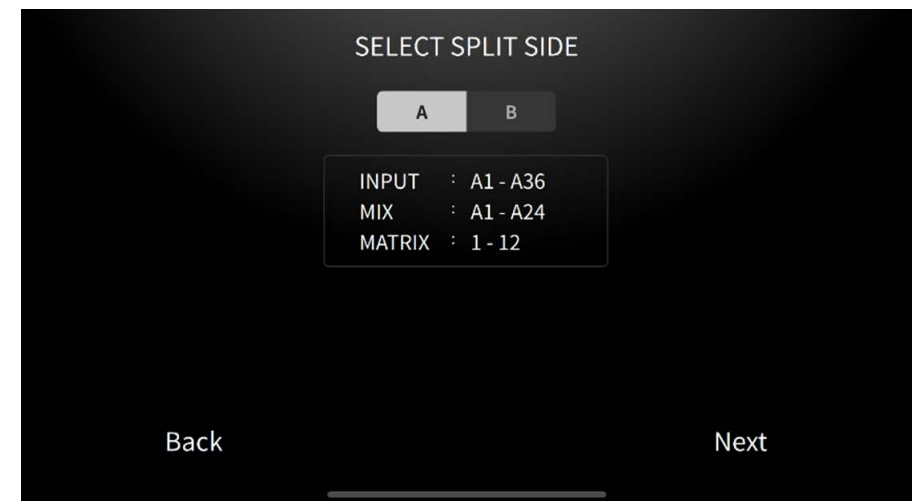 SELECT SPLIT SIDE
A B
INPUT : A1 - A36
MIX : A1 - A24
MATRIX : 1 - 12
Back Next